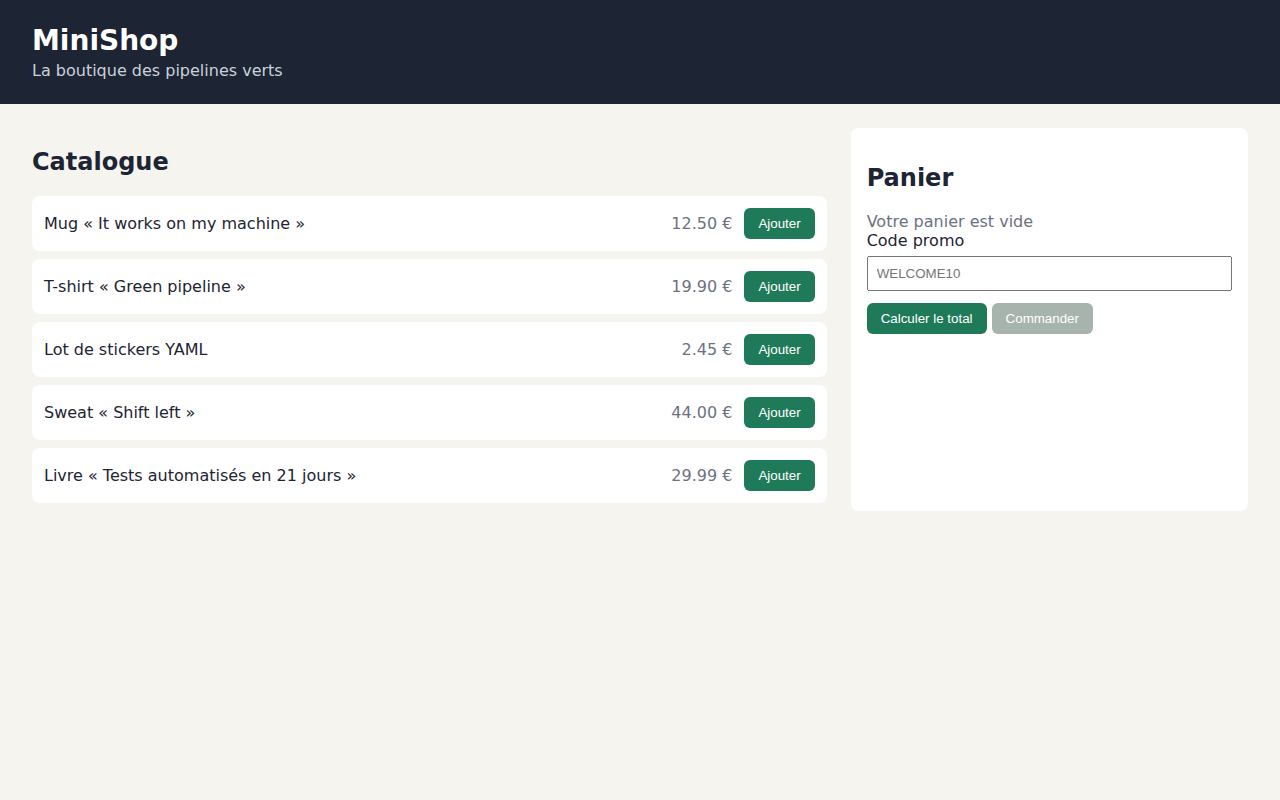 MiniShop
La boutique des pipelines verts
Catalogue
Mug « It works on my machine » 12.50 € Ajouter
T-shirt « Green pipeline » 19.90 € Ajouter
Lot de stickers YAML 2.45 € Ajouter
Sweat « Shift left » 44.00 € Ajouter
Livre « Tests automatisés en 21 jours » 29.99 € Ajouter
Panier
Votre panier est vide
Code promo
WELCOME10
Calculer le total Commander